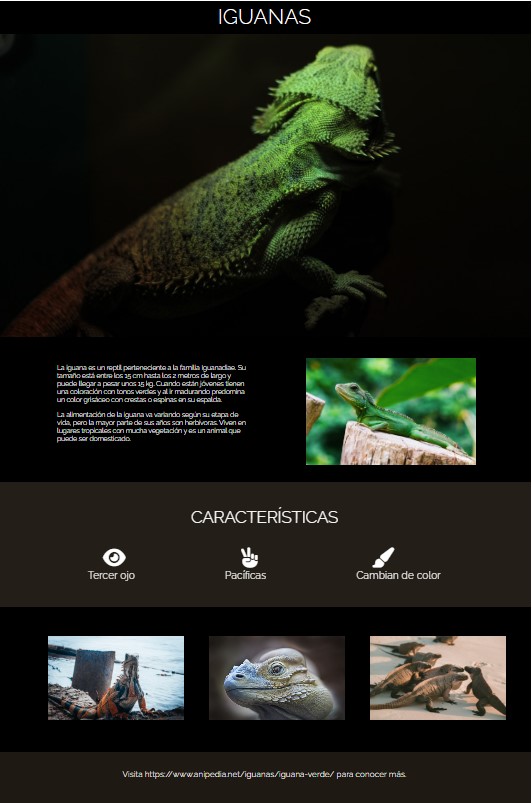 IGUANAS
La iguana es un reptil perteneciente a la familia Iguanadiae. Su
tamaño está entre los 15 cm hasta los 2 metros de largo y
puede llegar a pesar unos 15 kg. Cuando están jóvenes tienen
una coloración con tonos verdes y al ir madurando predomina
un color grisáceo con crestas o espinas en su espalda.
La alimentación de la iguana va variando según su etapa de
vida, pero la mayor parte de sus años son herbívoras. Viven en
lugares tropicales con mucha vegetación y es un animal que
puede ser domesticado.
CARACTERÍSTICAS
Tercer ojo
Pacíficas
Cambian de color
Visita https://www.anipedia.net/iguanas/iguana-verde/ para conocer más.